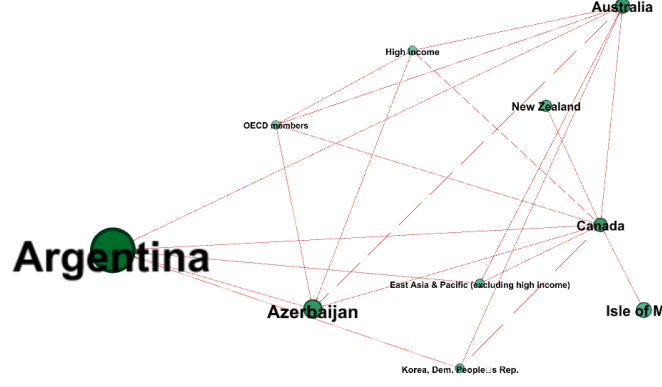 Australia
High income
New Zealand
OECD members
Canada
Argentina
East Asia & Pacific (excluding high income)
Azerbaijan
Isle of M
Korea, Dem. People□s Rep.